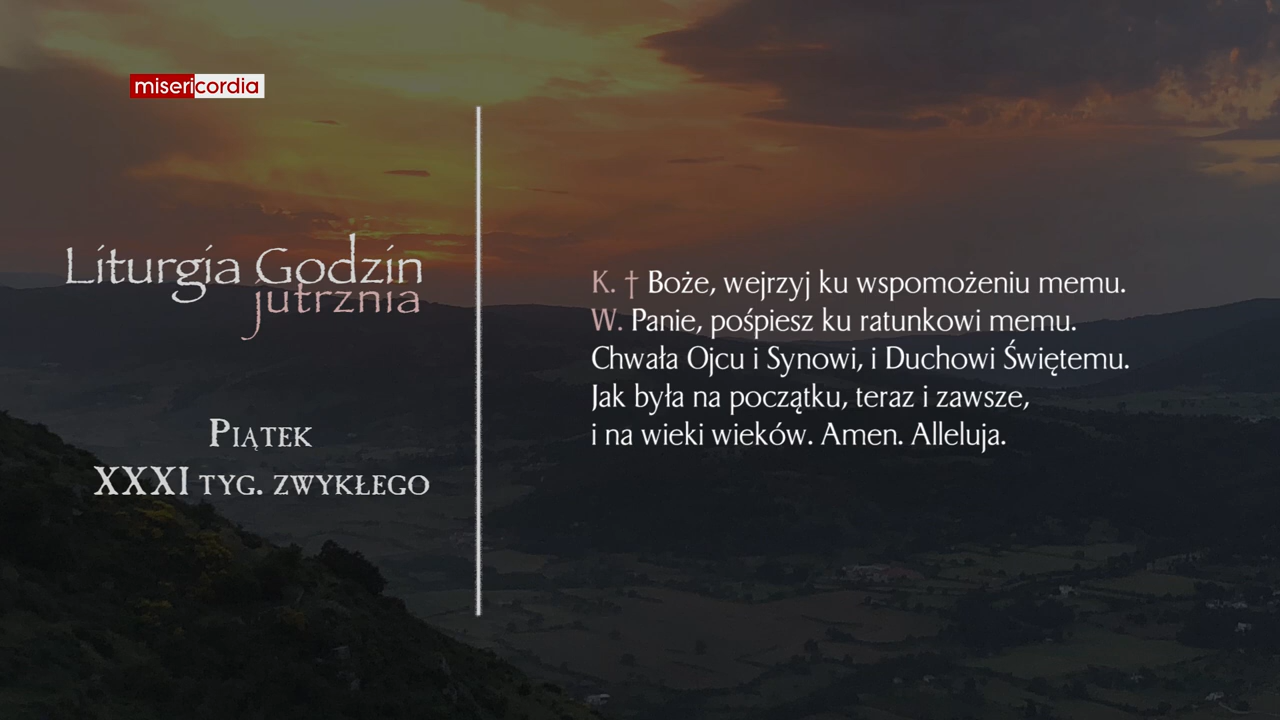 misericordia
Liturgia Godzin
jutrznia
Piątek
XXXI tyg. zwykłego
K. † Boże, wejrzyj ku wspomożeniu memu.
W. Panie, pośpiesz ku ratunkowi memu.
Chwała Ojcu i Synowi, i Duchowi Świętemu.
Jak była na początku, teraz i zawsze,
i na wieki wieków. Amen. Alleluja.